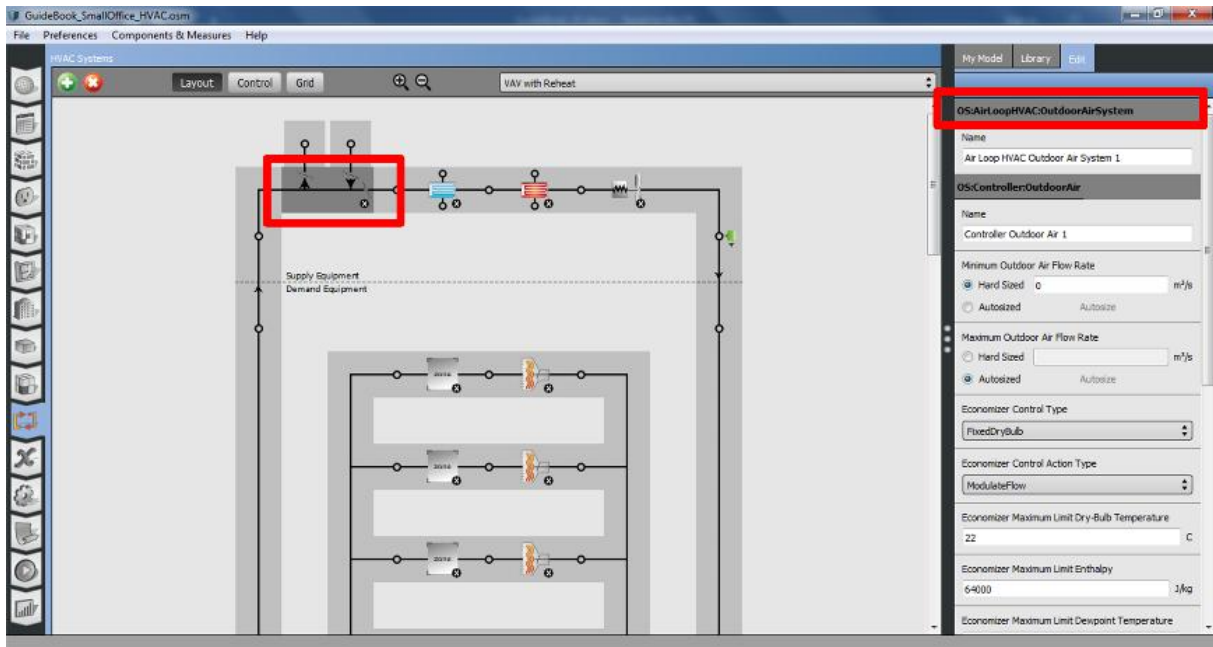 GuideBook_SmallOffice_HVAC.osm
File Preferences Components & Measures Help
HVAC Systems
My Model Library Edit
Layout Control Grid
VAV with Reheat
OS:AirLoopHVAC:OutdoorAirSystem
Name
Air Loop HVAC Outdoor Air System 1
OS:Controller:OutdoorAir
Name
Controller Outdoor Air 1
Minimum Outdoor Air Flow Rate
Hard Sized 0 m³/s
Autosized Autosize
Maximum Outdoor Air Flow Rate
Hard Sized m³/s
Autosized Autosize
Economizer Control Type
FixedDryBulb
Economizer Control Action Type
ModulateFlow
Economizer Maximum Limit Dry-Bulb Temperature
22 C
Economizer Maximum Limit Enthalpy
64000 J/kg
Economizer Maximum Limit Dewpoint Temperature
Supply Equipment
Demand Equipment
zone
zone
zone